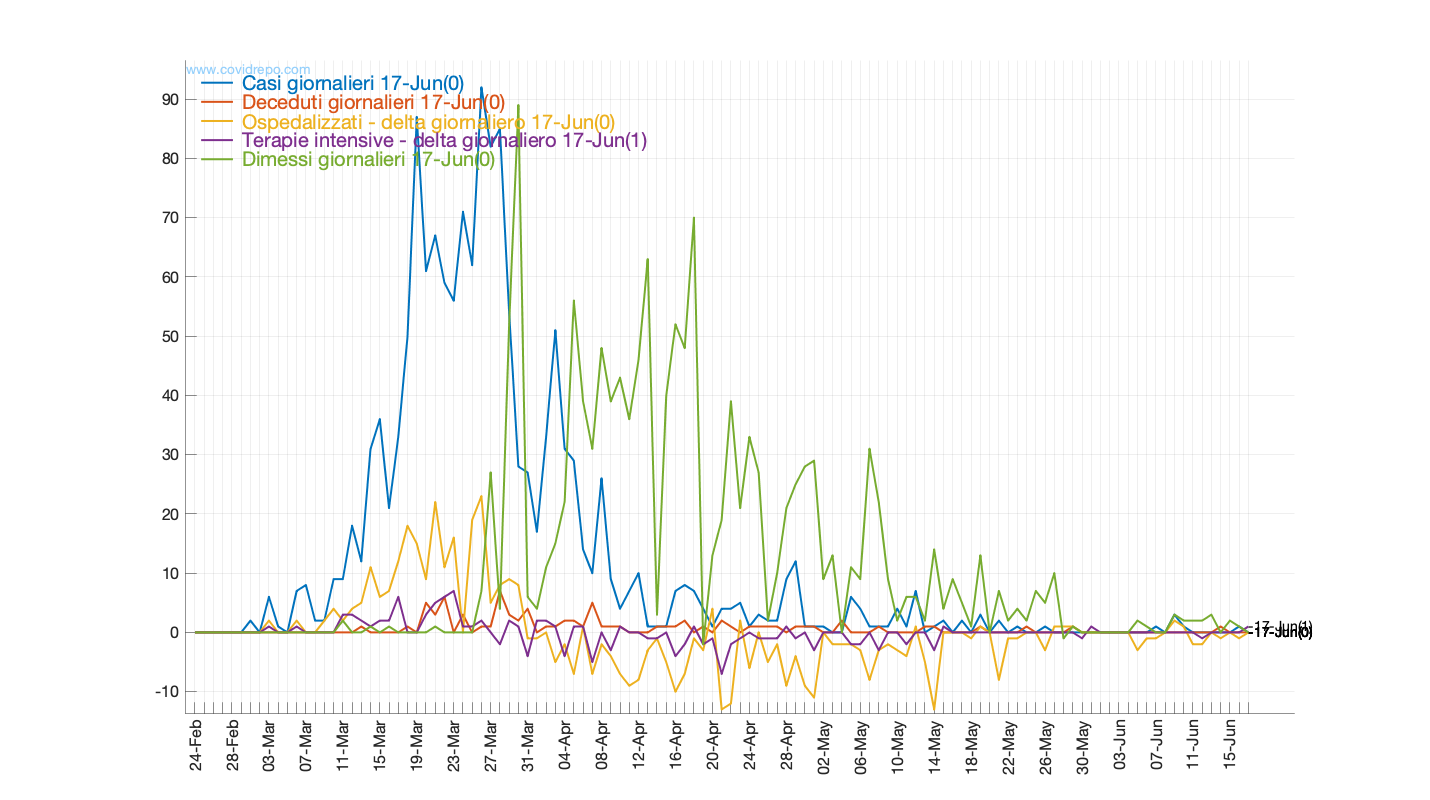 www.covidrepo.com
Casi giornalieri 17-Jun(0)
Deceduti giornalieri 17-Jun(0)
Ospedalizzati - delta giornaliero 17-Jun(0)
Terapie intensive - delta giornaliero 17-Jun(1)
Dimessi giornalieri 17-Jun(0)
90
80
70
60
50
40
30
20
10
0
-10
17-Jun(1)
17-Jun(0)
24-Feb
28-Feb
03-Mar
07-Mar
11-Mar
15-Mar
19-Mar
23-Mar
27-Mar
31-Mar
04-Apr
08-Apr
12-Apr
16-Apr
20-Apr
24-Apr
28-Apr
02-May
06-May
10-May
14-May
18-May
22-May
26-May
30-May
03-Jun
07-Jun
11-Jun
15-Jun